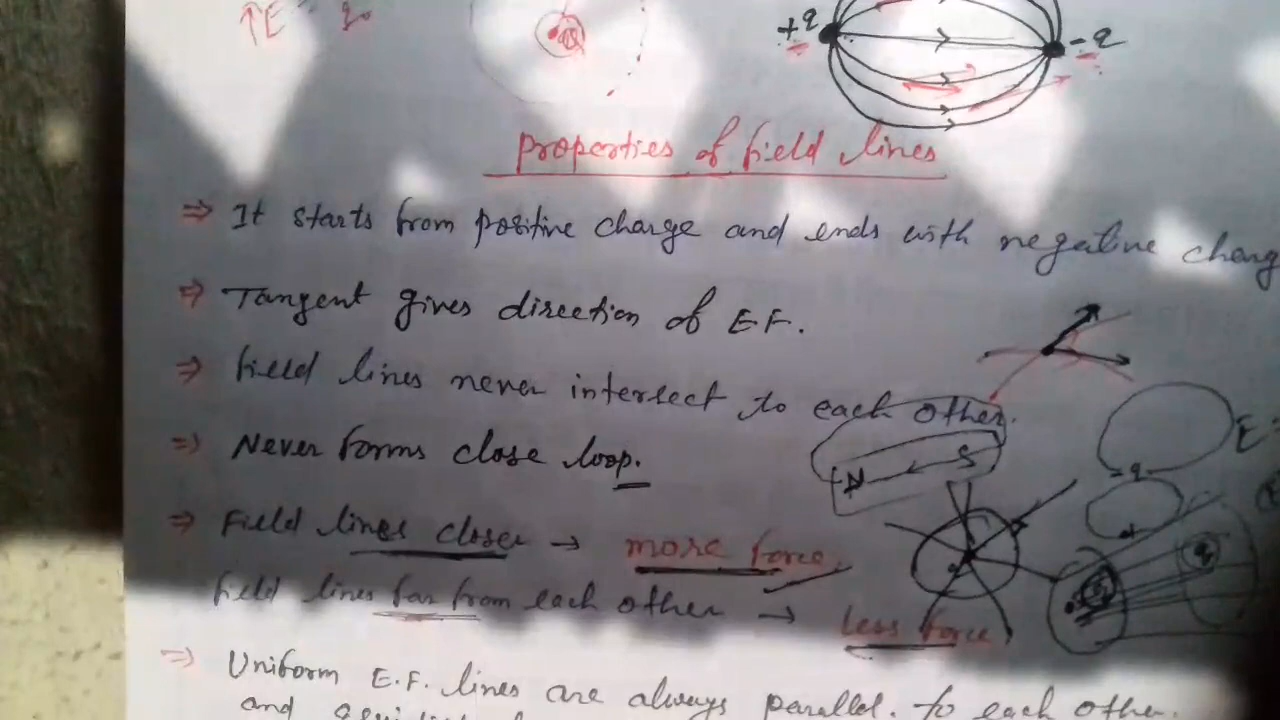 +q
-q
Properties of field lines
⇒ It starts from positive charge and ends with negative charg
⇒ Tangent gives direction of E.F.
⇒ field lines never intersect to each other.
⇒ Never forms close loop.
N S
⇒ Field lines closer → more force.
field lines far from each other → less force
⇒ Uniform E.F. lines are always parallel. to each other.
and